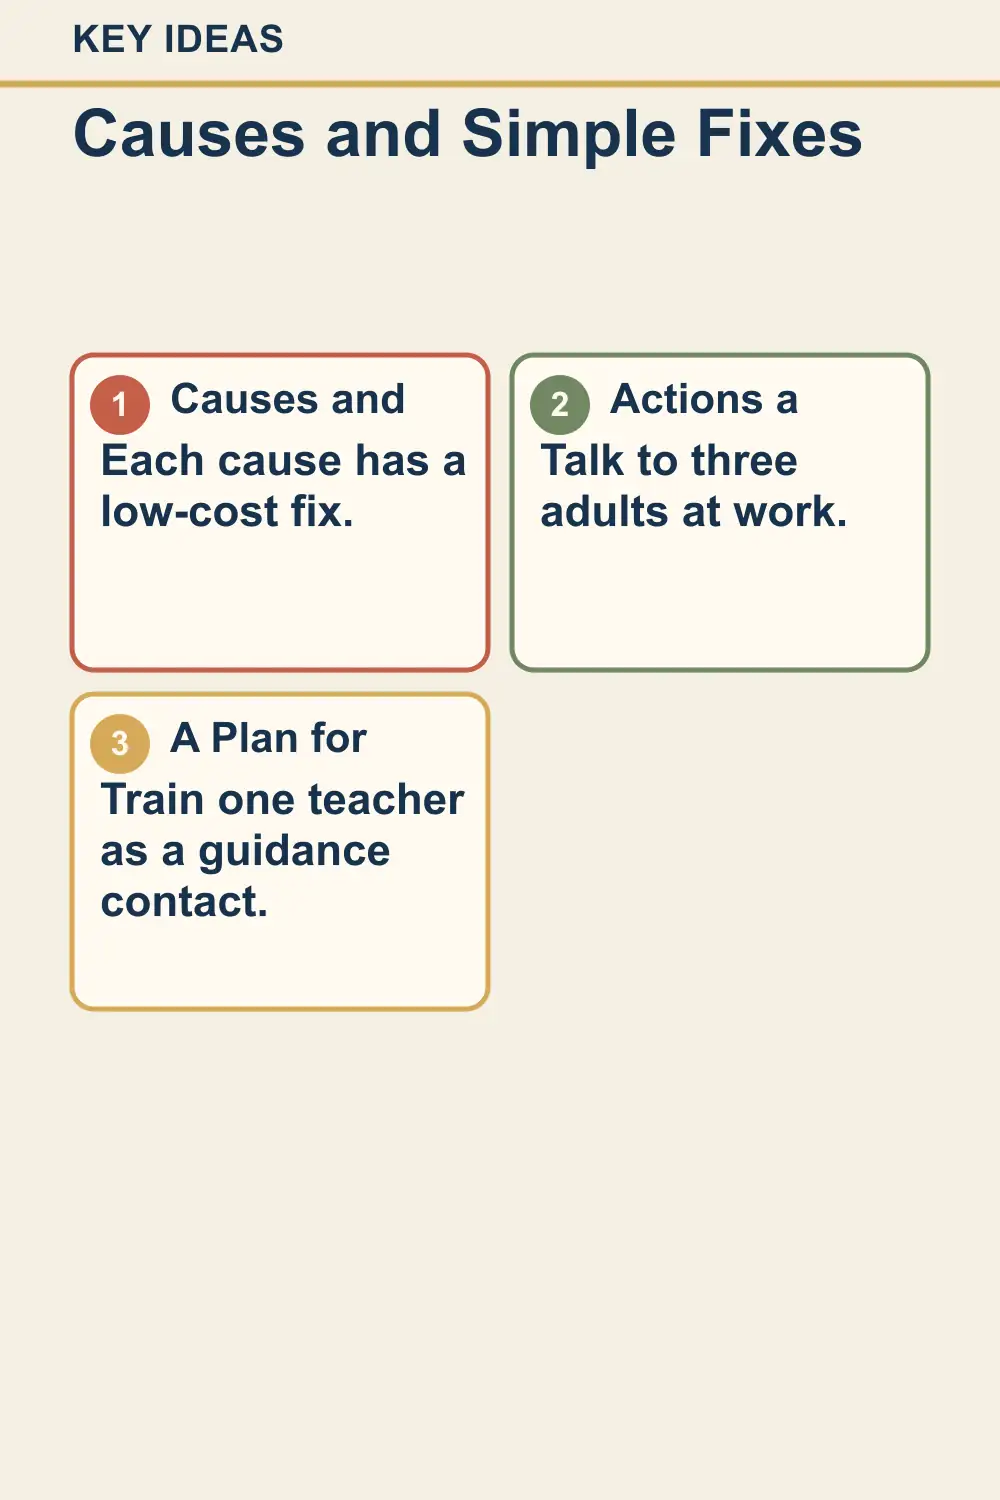 KEY IDEAS
Causes and Simple Fixes
1 Causes and
Each cause has a
low-cost fix.
2 Actions a
Talk to three
adults at work.
3 A Plan for
Train one teacher
as a guidance
contact.